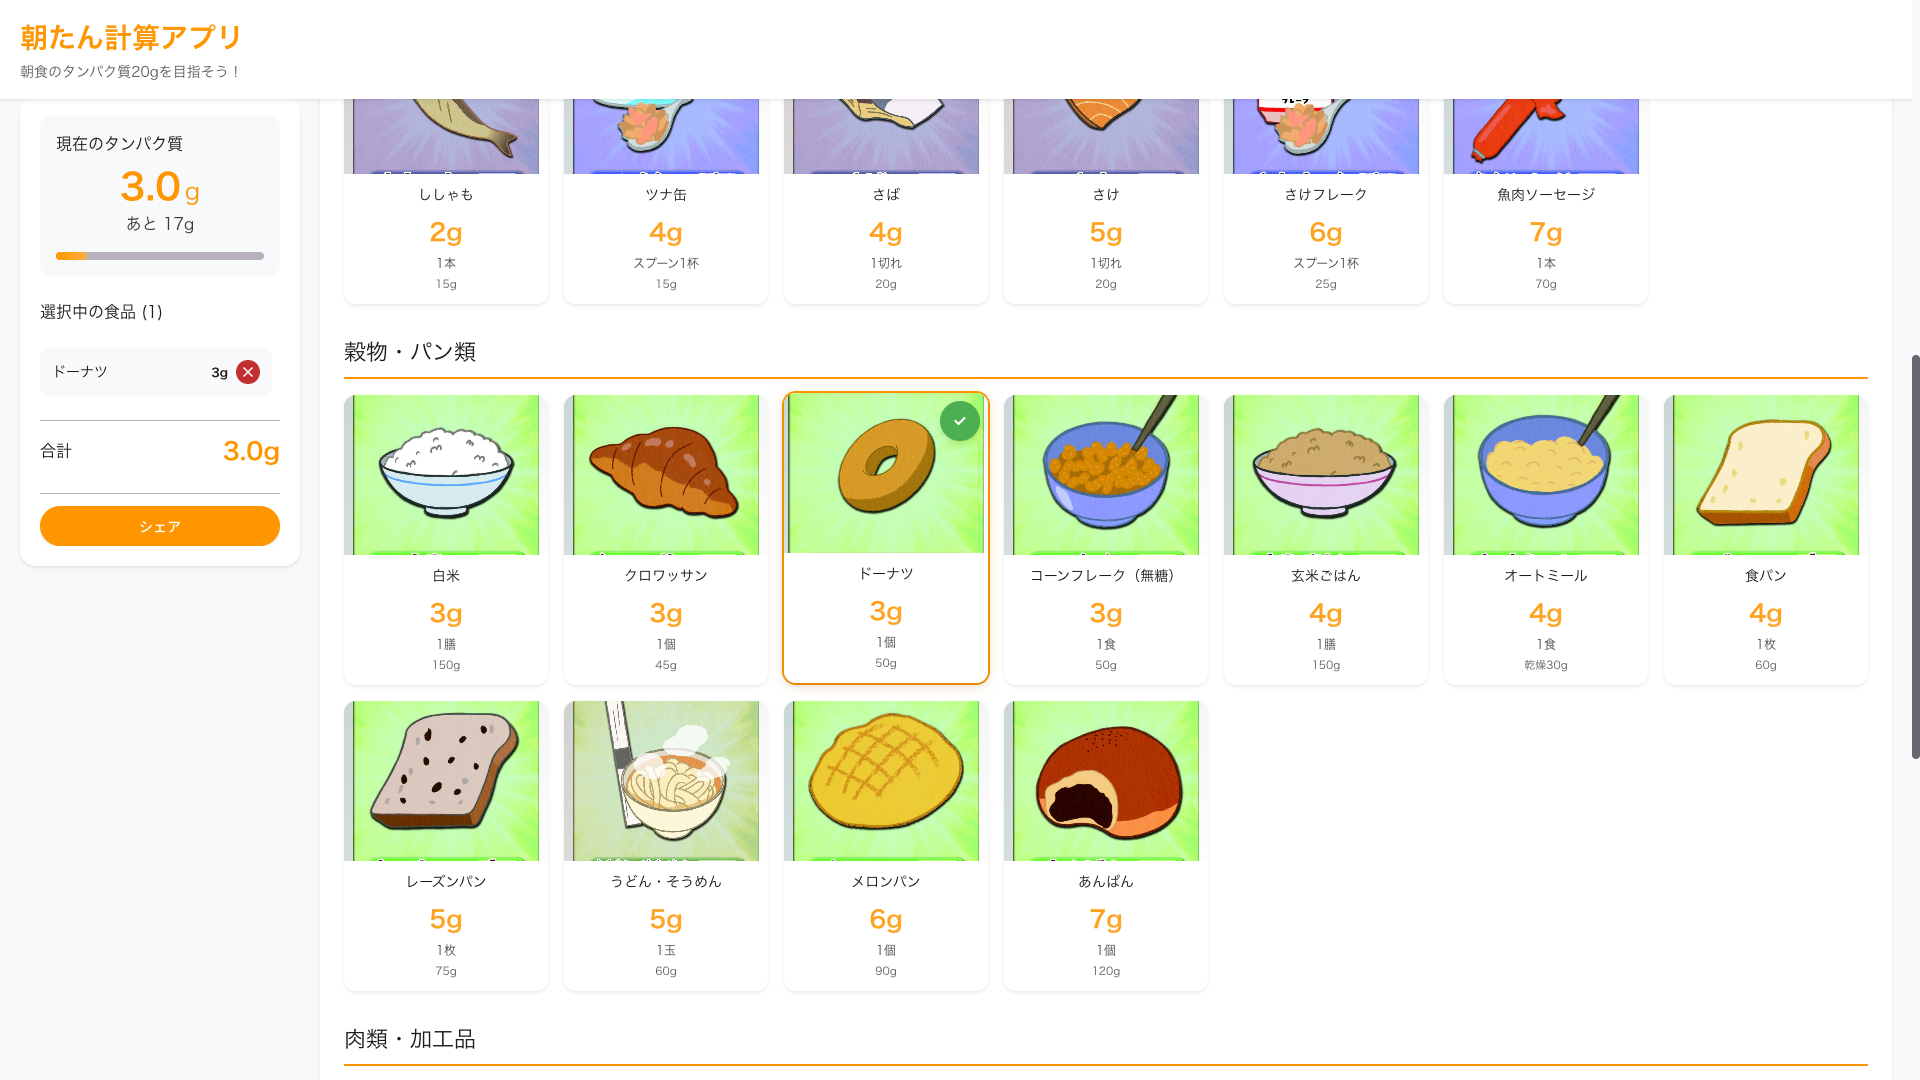 朝たん計算アプリ
朝食のタンパク質20gを目指そう！
現在のタンパク質
3.0g
あと 17g
選択中の食品 (1)
ドーナツ 3g
合計 3.0g
シェア
ししゃも
2g
1本
15g
ツナ缶
4g
スプーン1杯
15g
さば
4g
1切れ
20g
さけ
5g
1切れ
20g
さけフレーク
6g
スプーン1杯
25g
魚肉ソーセージ
7g
1本
70g
穀物・パン類
白米
3g
1膳
150g
クロワッサン
3g
1個
45g
ドーナツ
3g
1個
50g
コーンフレーク（無糖）
3g
1食
50g
玄米ごはん
4g
1膳
150g
オートミール
4g
1食
乾燥30g
食パン
4g
1枚
60g
レーズンパン
5g
1枚
75g
うどん・そうめん
5g
1玉
60g
メロンパン
6g
1個
90g
あんぱん
7g
1個
120g
肉類・加工品